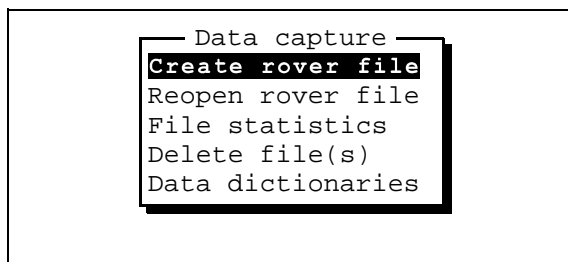 Data capture
Create rover file
Reopen rover file
File statistics
Delete file(s)
Data dictionaries